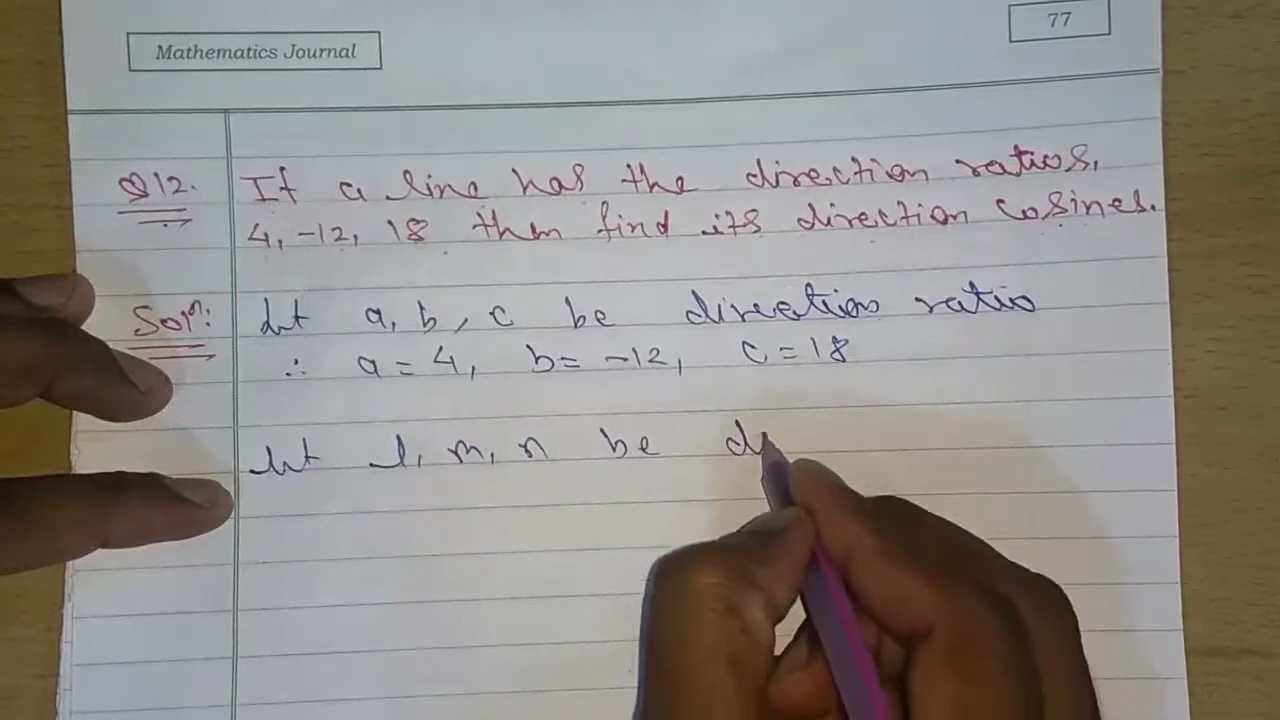 77
Mathematics Journal
Q12. If a line has the direction ratios,
4, -12, 18 then find its direction cosines.
Solⁿ: Let a, b, c be direction ratio
∴ a = 4, b = -12, c = 18
Let l, m, n be di